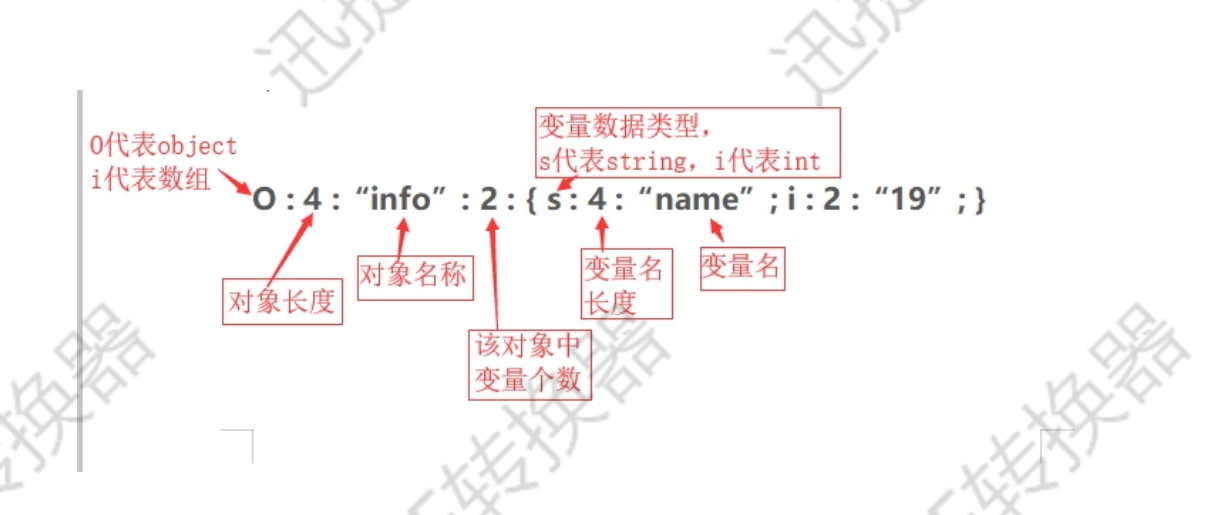 迅捷
迅捷
O代表object
i代表数组
变量数据类型，
s代表string，i代表int
O : 4 : “info” : 2 : { s : 4 : “name” ; i : 2 : “19” ; }
对象长度
对象名称
该对象中
变量个数
变量名
长度
变量名
转换器
转换器
转换器